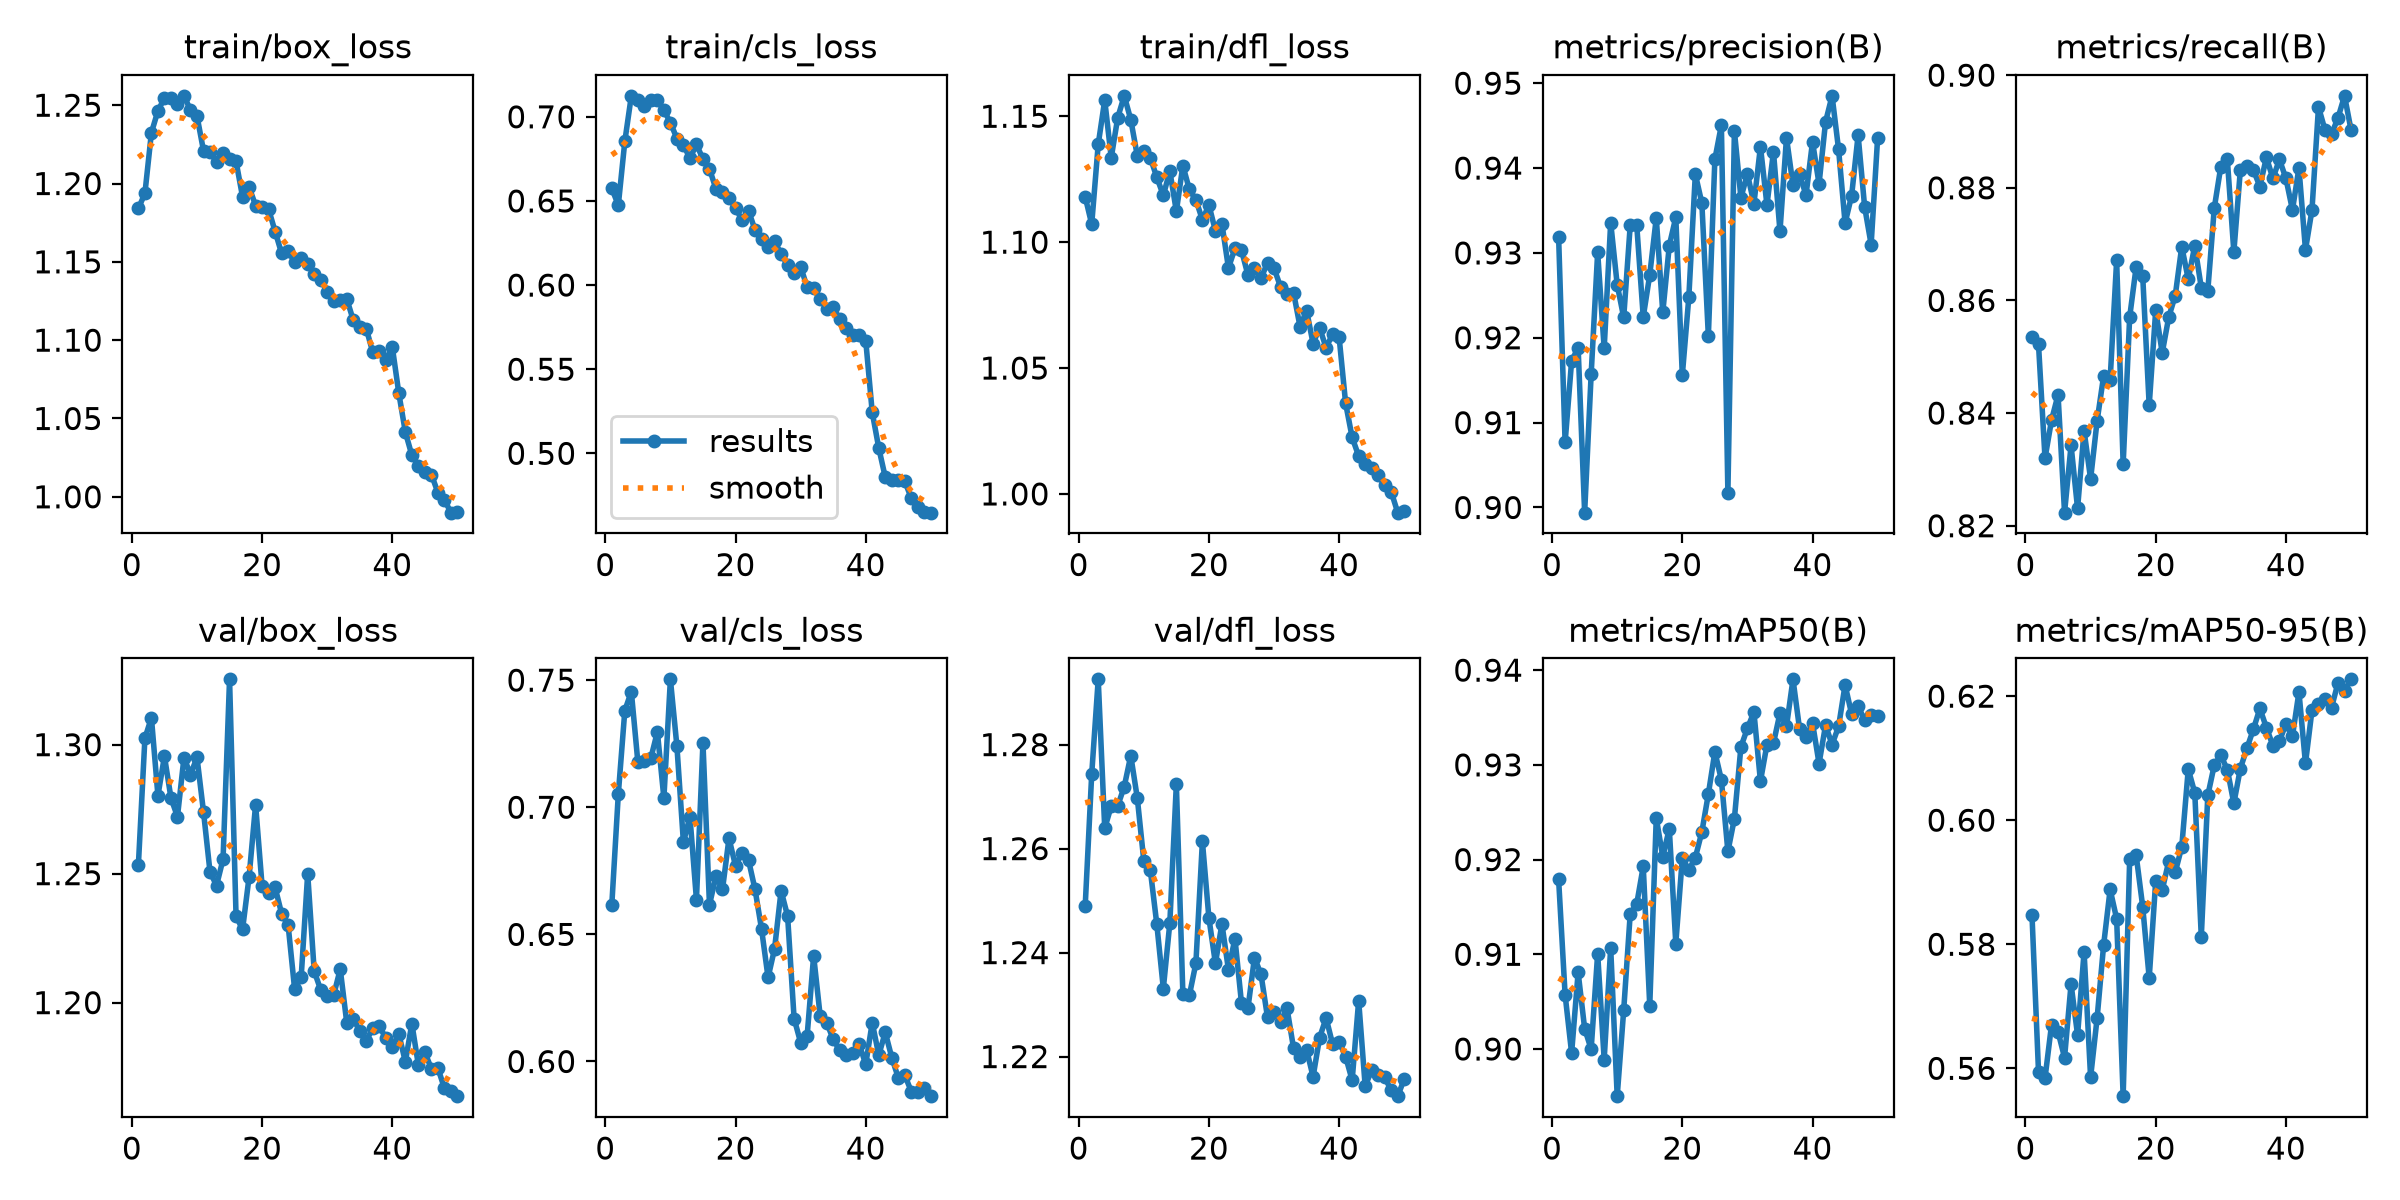 train/box_loss
1.25
1.20
1.15
1.10
1.05
1.00
0 20 40
train/cls_loss
0.70
0.65
0.60
0.55
0.50
results
smooth
0 20 40
train/dfl_loss
1.15
1.10
1.05
1.00
0 20 40
metrics/precision(B)
0.95
0.94
0.93
0.92
0.91
0.90
0 20 40
metrics/recall(B)
0.90
0.88
0.86
0.84
0.82
0 20 40
val/box_loss
1.30
1.25
1.20
0 20 40
val/cls_loss
0.75
0.70
0.65
0.60
0 20 40
val/dfl_loss
1.28
1.26
1.24
1.22
0 20 40
metrics/mAP50(B)
0.94
0.93
0.92
0.91
0.90
0 20 40
metrics/mAP50-95(B)
0.62
0.60
0.58
0.56
0 20 40